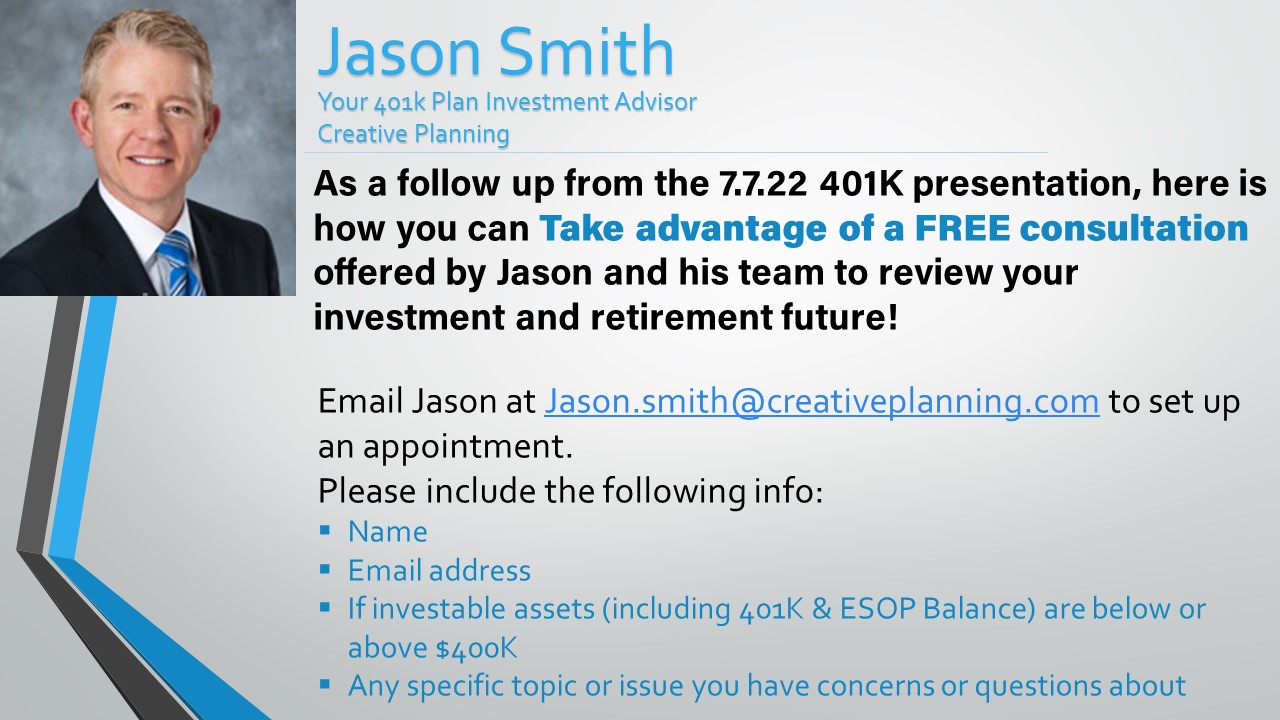 Jason Smith
Your 401k Plan Investment Advisor
Creative Planning
As a follow up from the 7.7.22 401K presentation, here is
how you can Take advantage of a FREE consultation
offered by Jason and his team to review your
investment and retirement future!
Email Jason at Jason.smith@creativeplanning.com to set up
an appointment.
Please include the following info:
▪ Name
▪ Email address
▪ If investable assets (including 401K & ESOP Balance) are below or
above $400K
▪ Any specific topic or issue you have concerns or questions about